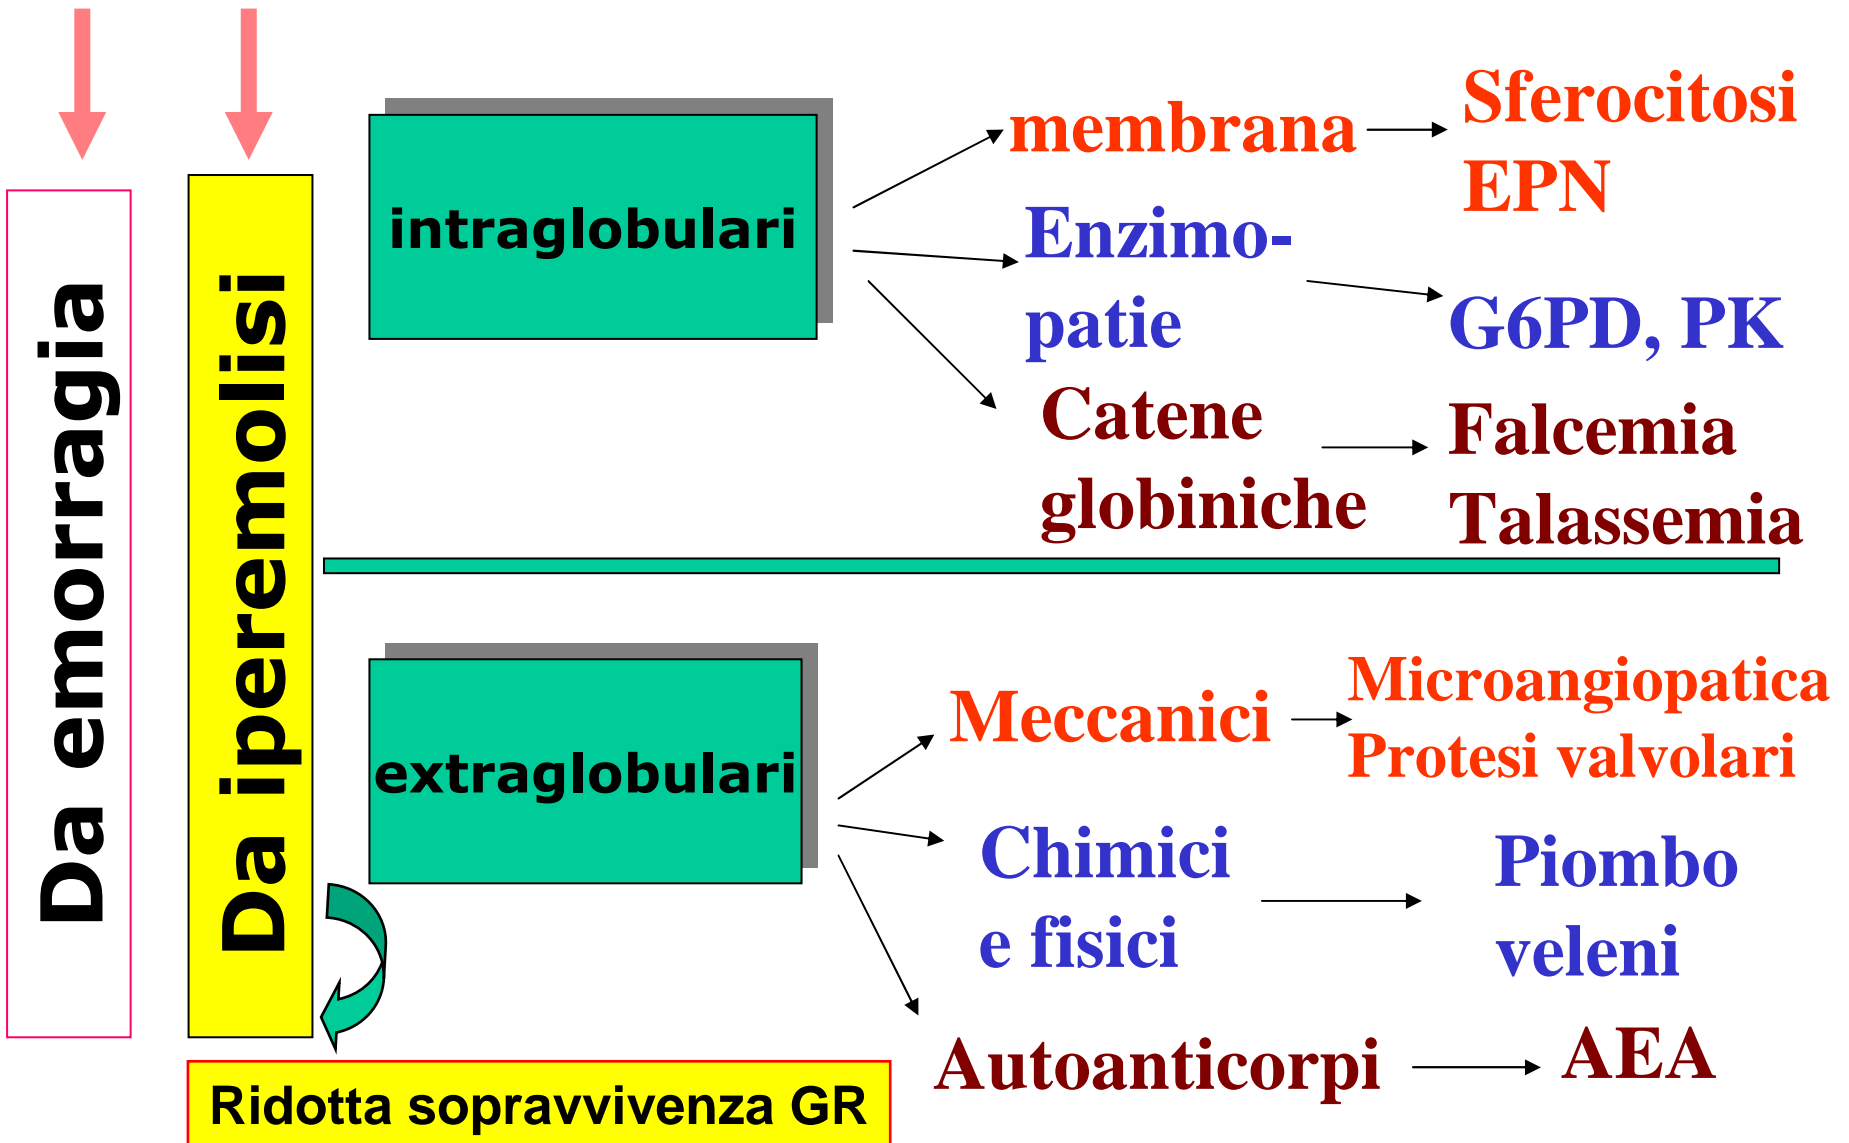 Da emorragia
Da iperemolisi
intraglobulari
membrana
Sferocitosi
EPN
Enzimo-
patie
G6PD, PK
Catene
globiniche
Falcemia
Talassemia
extraglobulari
Meccanici
Microangiopatica
Protesi valvolari
Chimici
e fisici
Piombo
veleni
Autoanticorpi
AEA
Ridotta sopravvivenza GR